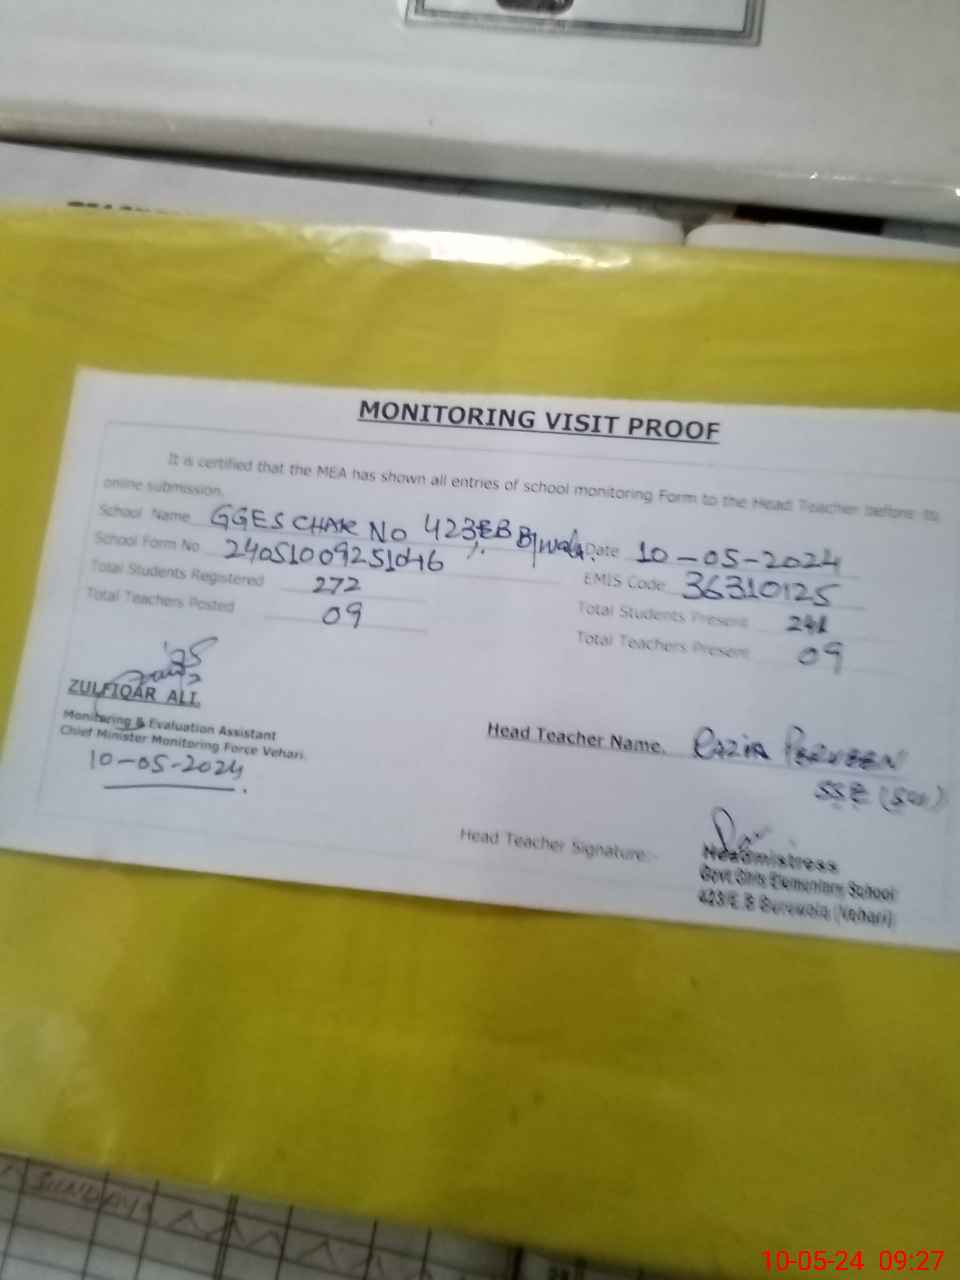 MONITORING VISIT PROOF
It is certified that the MEA has shown all entries of school monitoring Form to the Head Teacher before its
online submission.
School Name GGES CHAK No 423EB Bjwala Date 10-05-2024
School Form No 24051009251046 EMIS Code 36310125
Total Students Registered 272 Total Students Present 241
Total Teachers Posted 09 Total Teachers Present 09
ZULFIQAR ALI
Monitoring & Evaluation Assistant
Chief Minister Monitoring Force Vehari.
10-05-2024
Head Teacher Name. Razia Perveen
SSE
Head Teacher Signature:-
Headmistress
Govt Girls Elementary School
423/E.B Burewala (Vehari)
SUNDAY
10-05-24 09:27